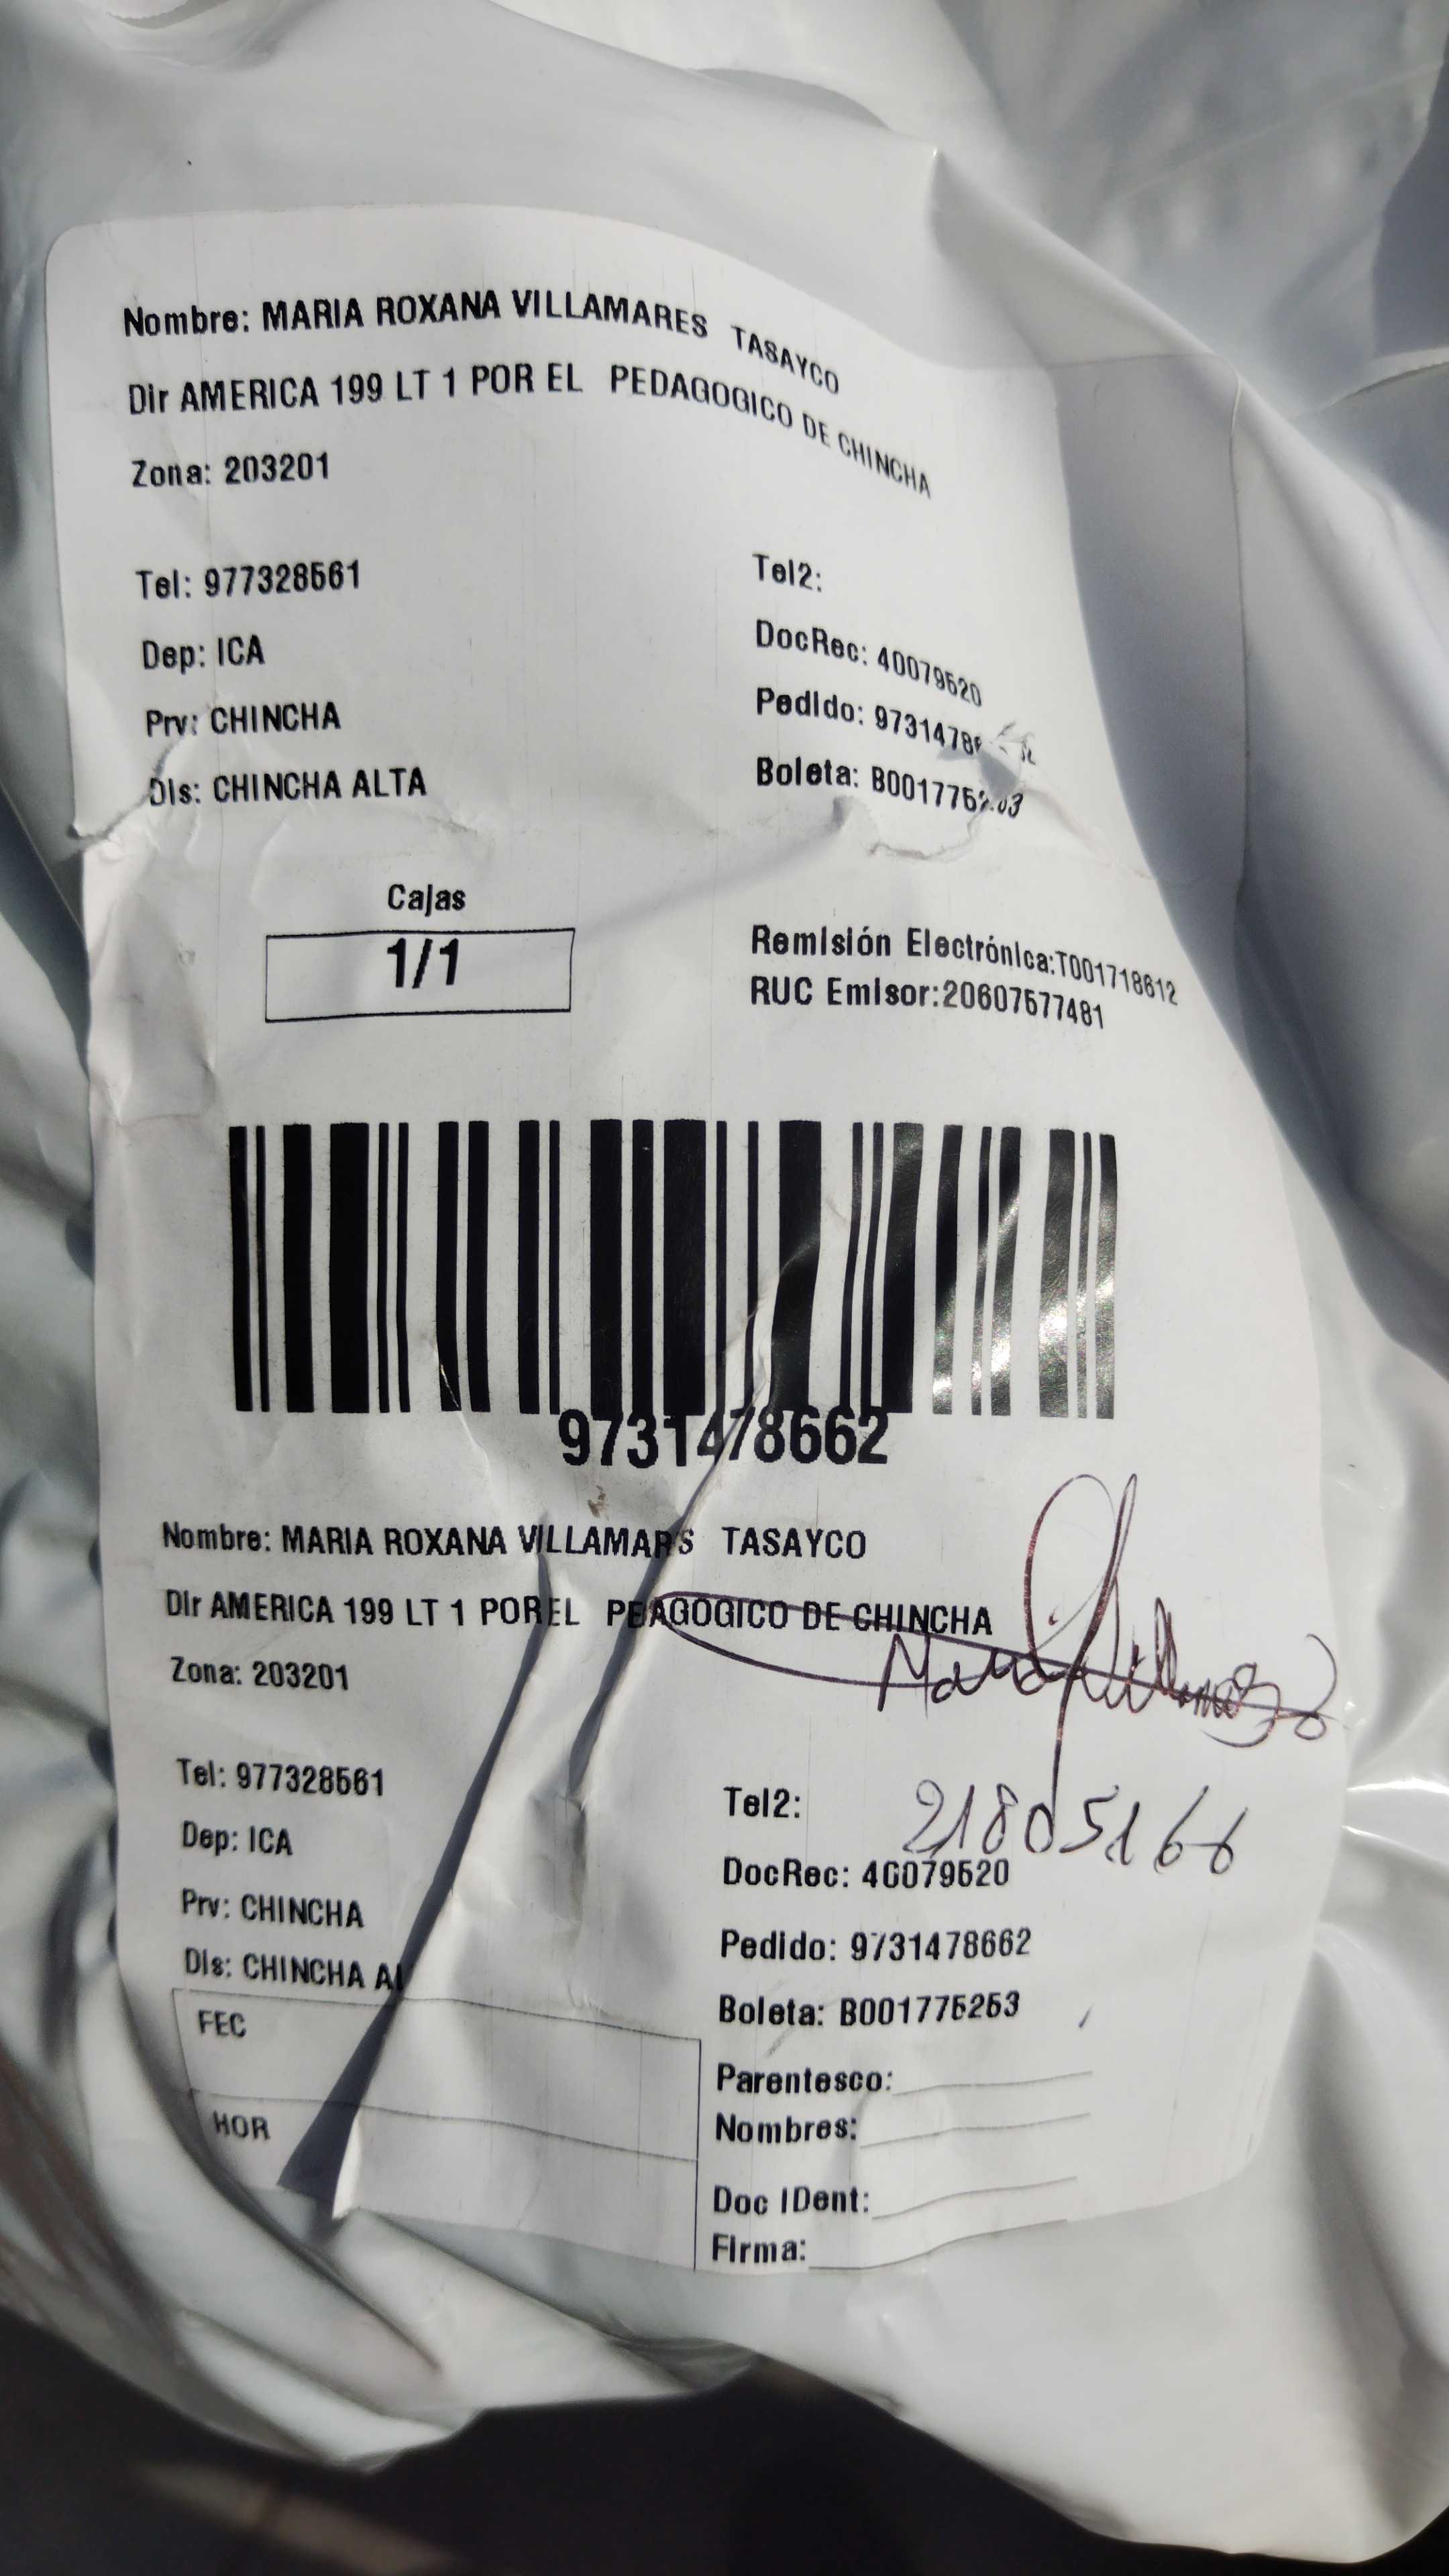 Nombre: MARIA ROXANA VILLAMARES TASAYCO
Dir AMERICA 199 LT 1 POR EL PEDAGOGICO DE CHINCHA
Zona: 203201
Tel: 977328561 Tel2:
Dep: ICA DocRec: 40079520
Prv: CHINCHA Pedido: 97314786
Dis: CHINCHA ALTA Boleta:
Cajas
1/1
Remisión Electrónica:T001718612
RUC Emisor:20607577481
9731478662
Nombre: MARIA ROXANA VILLAMARS TASAYCO
Dir AMERICA 199 LT 1 POR EL PEAGOGICO DE CHINCHA
Zona: 203201
Tel: 977328561 Tel2:
21805166
Dep: ICA DocRec: 40079520
Prv: CHINCHA Pedido: 9731478662
Dis: CHINCHA AL Boleta: B001775253
FEC
HOR
Parentesco:
Nombres:
Doc IDent:
Firma: